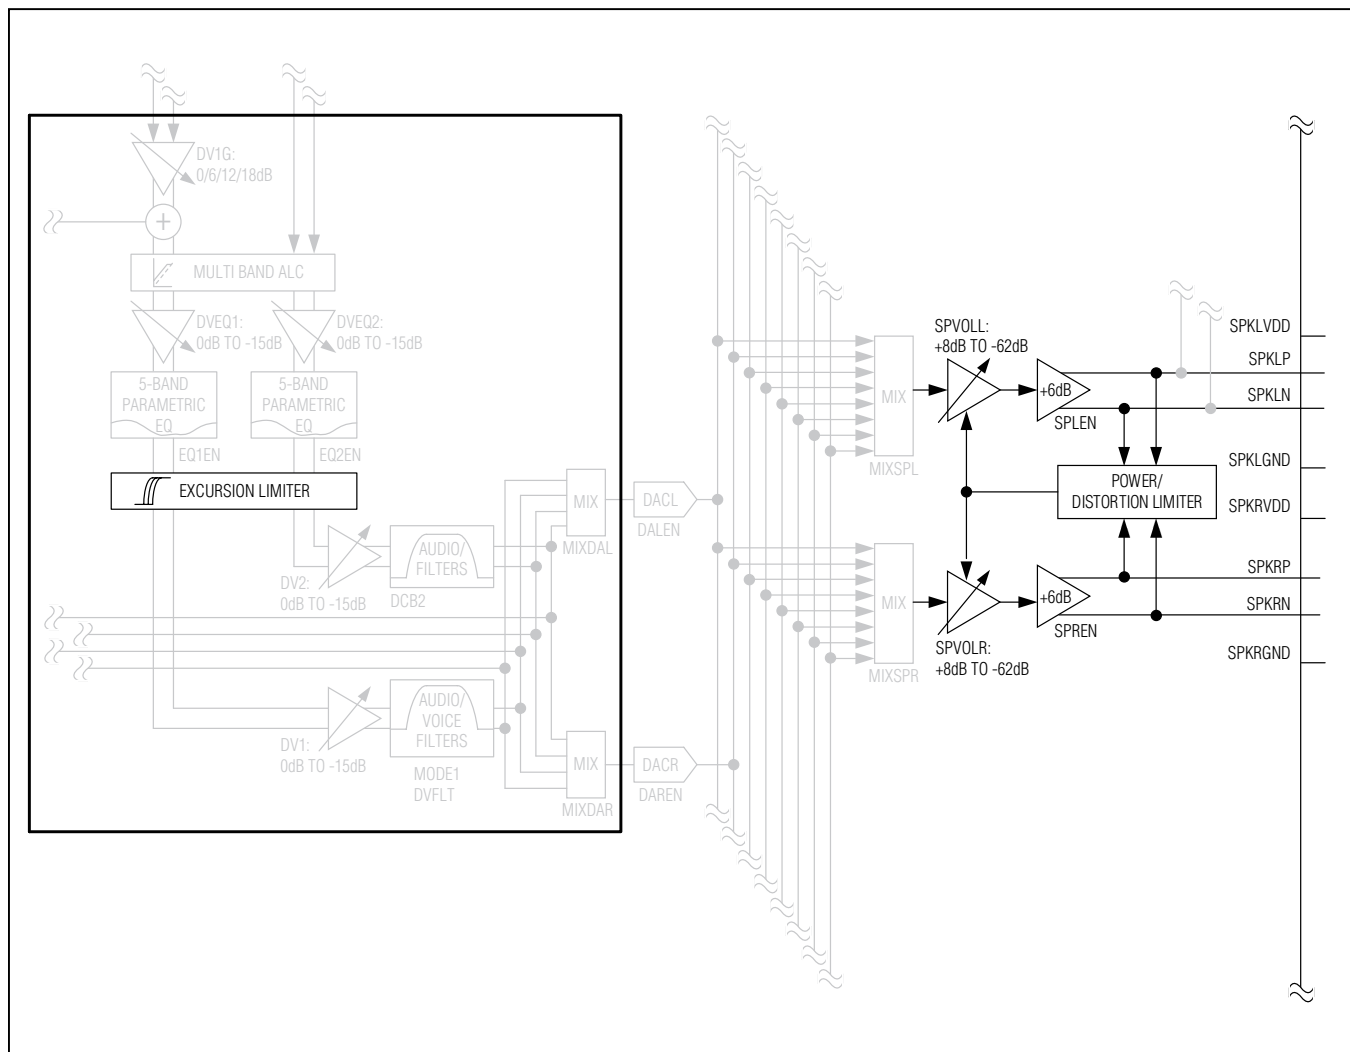 DV1G:
0/6/12/18dB
+
MULTI BAND ALC
DVEQ1:
0dB TO -15dB
DVEQ2:
0dB TO -15dB
5-BAND
PARAMETRIC
EQ
5-BAND
PARAMETRIC
EQ
EQ1EN
EQ2EN
EXCURSION LIMITER
DV2:
0dB TO -15dB
AUDIO/
FILTERS
DCB2
MIX
MIXDAL
DACL
DALEN
DV1:
0dB TO -15dB
AUDIO/
VOICE
FILTERS
MODE1
DVFLT
MIX
MIXDAR
DACR
DAREN
MIX
MIXSPL
SPVOLL:
+8dB TO -62dB
+6dB
SPLEN
MIX
MIXSPR
SPVOLR:
+8dB TO -62dB
+6dB
SPREN
POWER/
DISTORTION LIMITER
SPKLVDD
SPKLP
SPKLN
SPKLGND
SPKRVDD
SPKRP
SPKRN
SPKRGND